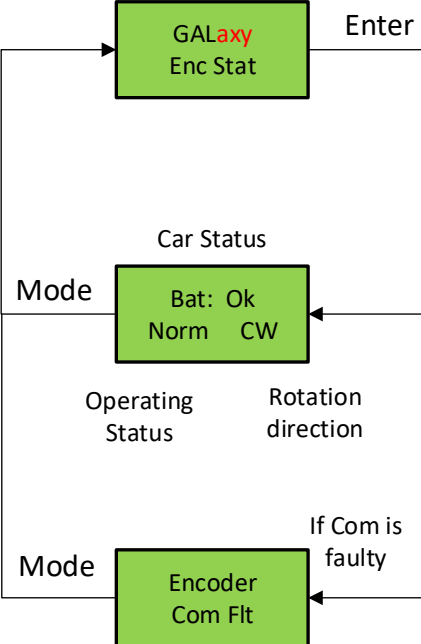 GALaxy
Enc Stat
Enter
Car Status
Mode
Bat: Ok
Norm CW
Operating
Status
Rotation
direction
If Com is
faulty
Mode
Encoder
Com Flt